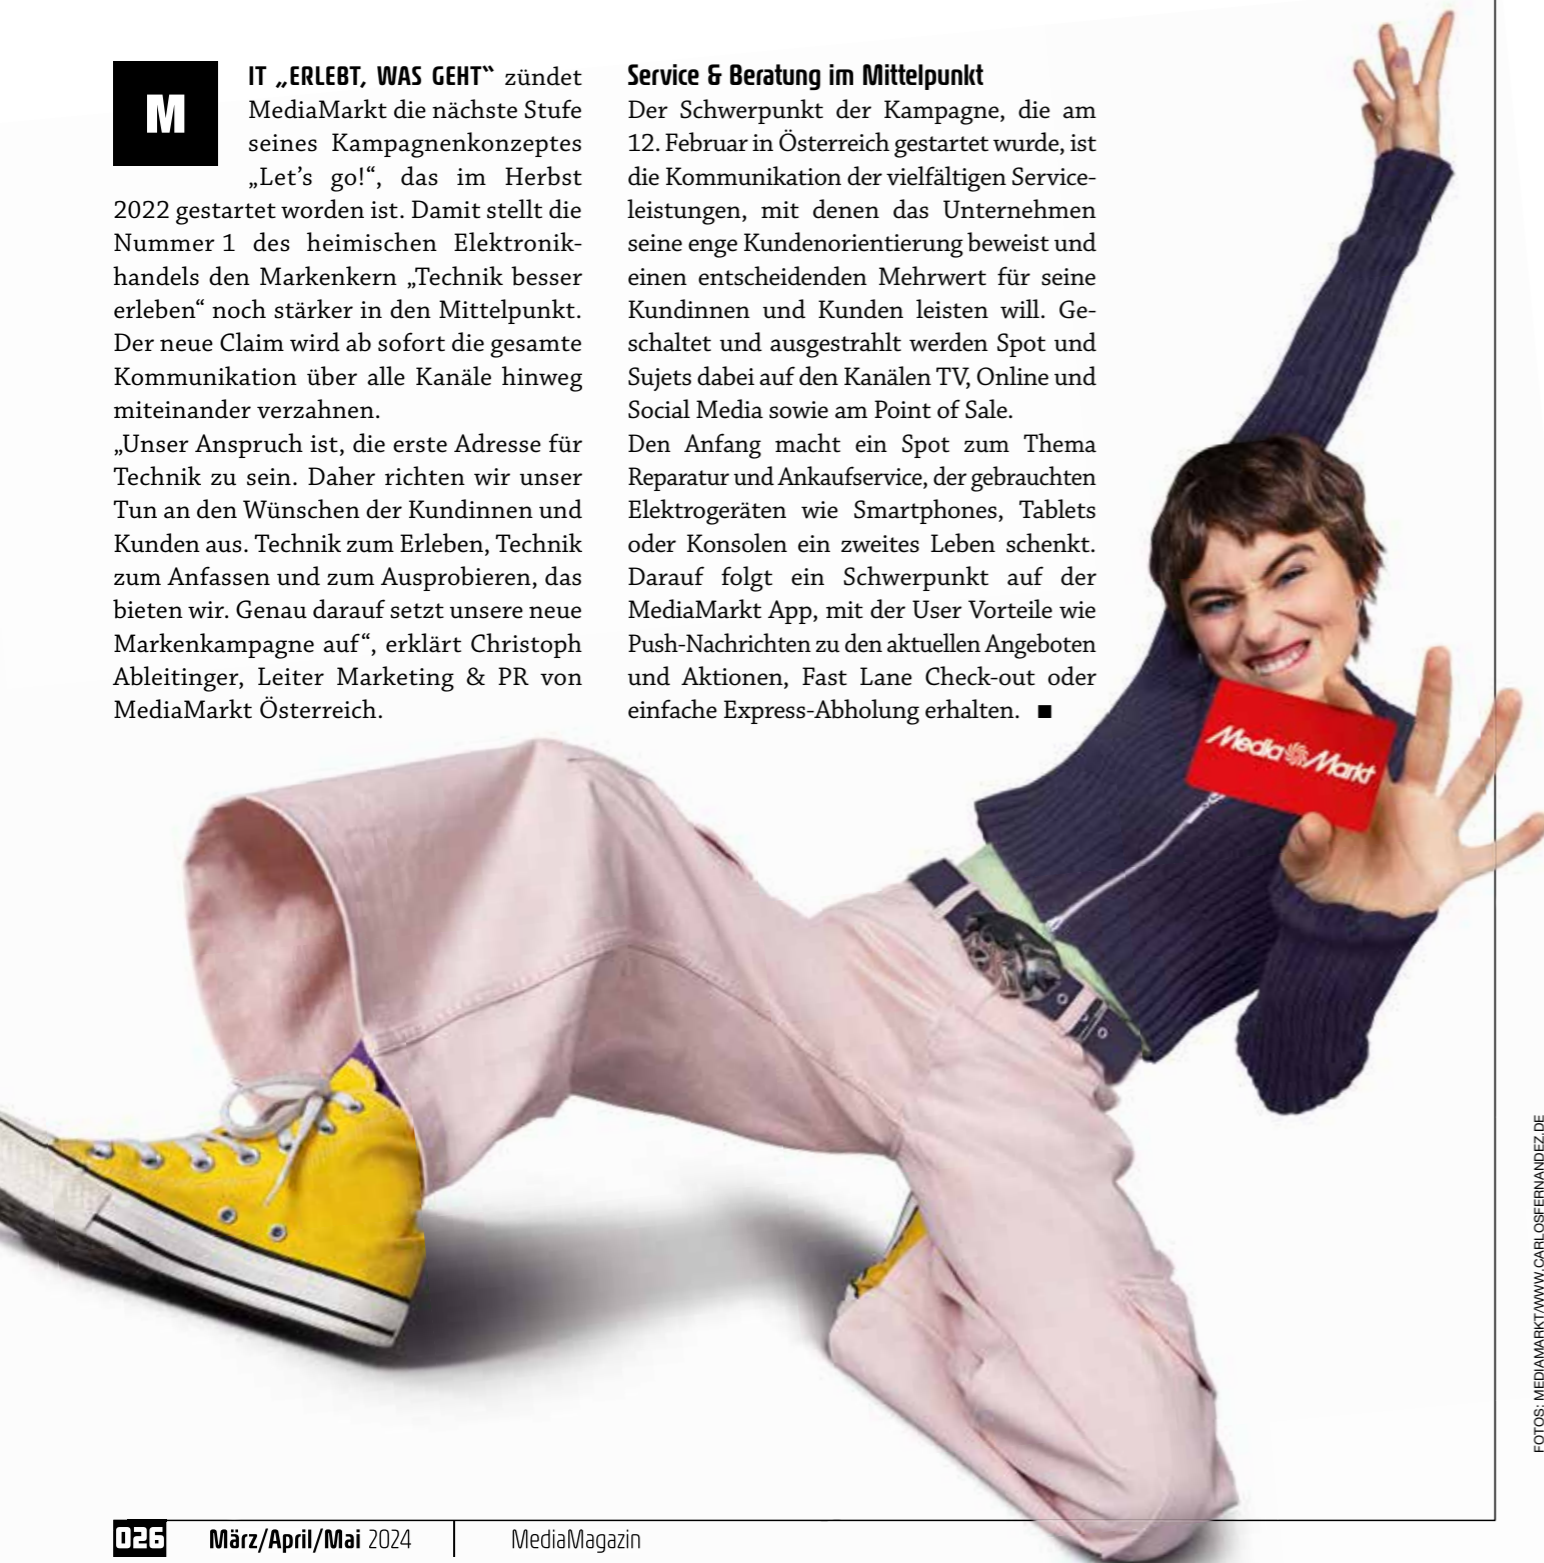 M
IT „ERLEBT, WAS GEHT“ zündet
MediaMarkt die nächste Stufe
seines Kampagnenkonzeptes
„Let’s go!“, das im Herbst
2022 gestartet worden ist. Damit stellt die
Nummer 1 des heimischen Elektronik-
handels den Markenkern „Technik besser
erleben“ noch stärker in den Mittelpunkt.
Der neue Claim wird ab sofort die gesamte
Kommunikation über alle Kanäle hinweg
miteinander verzahnen.
„Unser Anspruch ist, die erste Adresse für
Technik zu sein. Daher richten wir unser
Tun an den Wünschen der Kundinnen und
Kunden aus. Technik zum Erleben, Technik
zum Anfassen und zum Ausprobieren, das
bieten wir. Genau darauf setzt unsere neue
Markenkampagne auf“, erklärt Christoph
Ableitinger, Leiter Marketing & PR von
MediaMarkt Österreich.
Service & Beratung im Mittelpunkt
Der Schwerpunkt der Kampagne, die am
12. Februar in Österreich gestartet wurde, ist
die Kommunikation der vielfältigen Service-
leistungen, mit denen das Unternehmen
seine enge Kundenorientierung beweist und
einen entscheidenden Mehrwert für seine
Kundinnen und Kunden leisten will. Ge-
schaltet und ausgestrahlt werden Spot und
Sujets dabei auf den Kanälen TV, Online und
Social Media sowie am Point of Sale.
Den Anfang macht ein Spot zum Thema
Reparatur und Ankaufservice, der gebrauchten
Elektrogeräten wie Smartphones, Tablets
oder Konsolen ein zweites Leben schenkt.
Darauf folgt ein Schwerpunkt auf der
MediaMarkt App, mit der User Vorteile wie
Push-Nachrichten zu den aktuellen Angeboten
und Aktionen, Fast Lane Check-out oder
einfache Express-Abholung erhalten. ■
Media Markt
FOTOS: MEDIAMARKT/WWW.CARLOSFERNANDEZ.DE
026 März/April/Mai 2024 MediaMagazin